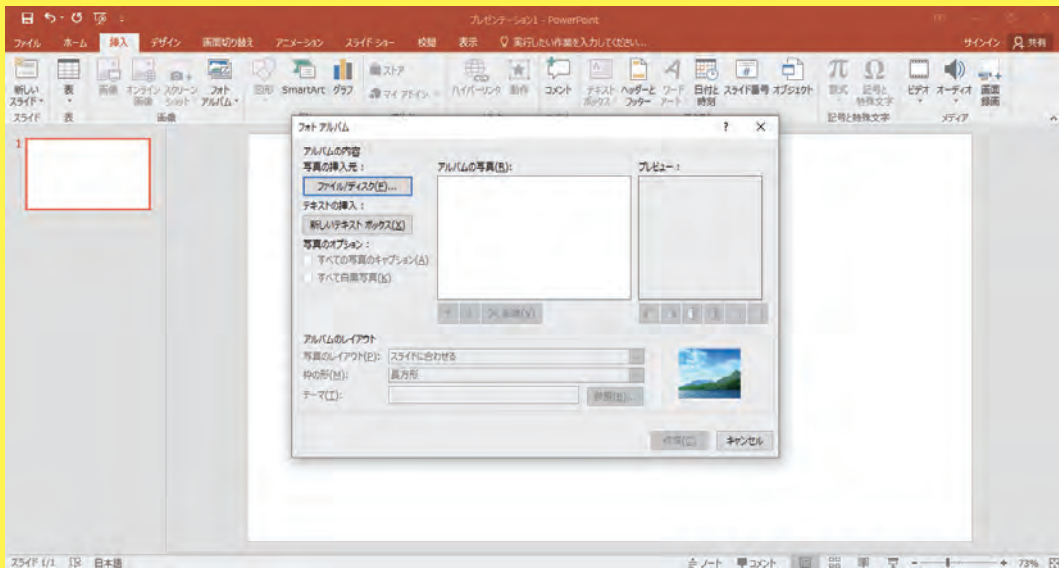 プレゼンテーション1 - PowerPoint
ファイル ホーム 挿入 デザイン 画面切り替え アニメーション スライド ショー 校閲 表示 実行したい作業を入力してください... サインイン 共有
新しい スライド 表 画像 オンライン 画像 スクリーン ショット フォト アルバム 図形 SmartArt グラフ ストア マイ アドイン ハイパーリンク 動作 コメント テキスト ボックス ヘッダーと フッター ワード アート 日付と 時刻 スライド番号 オブジェクト 数式 記号と 特殊文字 ビデオ オーディオ 画面 録画
スライド 表 画像 記号と特殊文字 メディア
1
フォト アルバム ? ×
アルバムの内容
写真の挿入元: アルバムの写真(R): プレビュー:
ファイル/ディスク(F)...
テキストの挿入:
新しいテキスト ボックス(X)
写真のオプション:
すべての写真のキャプション(A)
すべて白黒写真(K)
削除(V)
アルバムのレイアウト
写真のレイアウト(P): スライドに合わせる
枠の形(M): 長方形
テーマ(T): 参照(B)...
作成(C) キャンセル
スライド 1/1 日本語 ノート コメント 73%